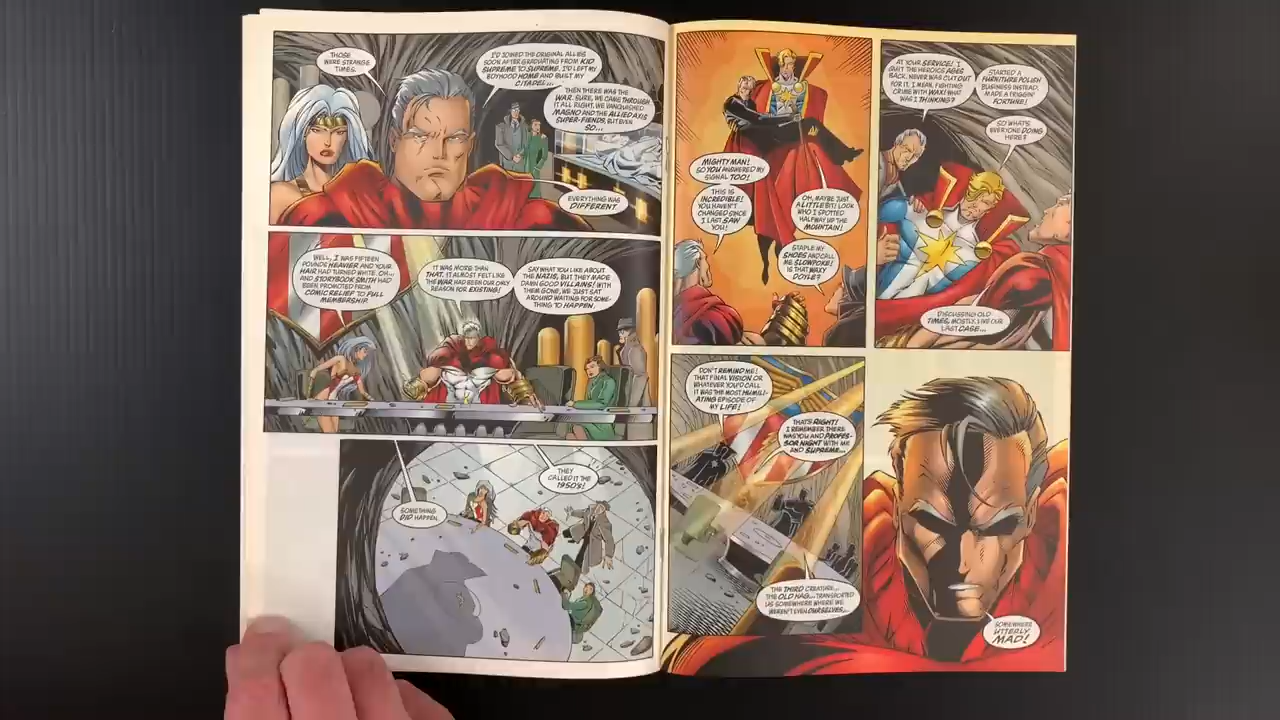 THOSE
WERE STRANGE
TIMES.
I'D JOINED THE ORIGINAL ALLIES
SOON AFTER GRADUATING FROM KID
SUPREME TO SUPREME. I'D LEFT MY
BOYHOOD HOME AND BUILT MY
CITADEL...
THEN THERE WAS THE
WAR. SURE, WE CAME THROUGH
IT ALL RIGHT. WE VANQUISHED
MAGNO AND THE ALLIED AXIS
SUPER-FIENDS, BUT EVEN
SO...
EVERYTHING WAS
DIFFERENT.
WELL, I WAS FIFTEEN
POUNDS HEAVIER AND YOUR
HAIR HAD TURNED WHITE. OH...
AND STORYBOOK SMITH HAD
BEEN PROMOTED FROM
COMIC RELIEF TO FULL
MEMBERSHIP.
IT WAS MORE THAN
THAT. IT ALMOST FELT LIKE
THE WAR HAD BEEN OUR ONLY
REASON FOR EXISTING!
SAY WHAT YOU LIKE ABOUT
THE NAZIS, BUT THEY MADE
DAMN GOOD VILLAINS! WITH
THEM GONE, WE JUST SAT
AROUND WAITING FOR SOME-
THING TO HAPPEN.
SOMETHING
DID HAPPEN.
THEY
CALLED IT THE
1950S!
MIGHTY MAN!
SO YOU ANSWERED MY
SIGNAL TOO!
THIS IS
INCREDIBLE!
YOU HAVEN'T
CHANGED SINCE
I LAST SAW
YOU!
OH, MAYBE JUST
A LITTLE BIT! LOOK
WHO I SPOTTED
HALFWAY UP THE
MOUNTAIN!
STAPLE MY
SHOES AND CALL
ME SLOWPOKE!
IS THAT WAXY
DOYLE?
AT YOUR SERVICE! I
QUIT THE HEROICS AGES
BACK. NEVER WAS CUT OUT
FOR IT. I MEAN, FIGHTING
CRIME WITH WAX! WHAT
WAS I THINKING?
STARTED A
FURNITURE POLISH
BUSINESS INSTEAD.
MADE A FRIGGIN'
FORTUNE!
SO WHAT'S
EVERYONE DOING
HERE?
DISCUSSING OLD
TIMES, MOSTLY. LIKE OUR
LAST CASE...
DON'T REMIND ME!
THAT FINAL VISION OR
WHATEVER YOU'D CALL
IT WAS THE MOST HUMILI-
ATING EPISODE OF
MY LIFE!
THAT'S RIGHT!
I REMEMBER THERE
WAS YOU AND PROFES-
SOR NIGHT WITH ME
AND SUPREME...
THE THIRD CREATURE...
THE OLD HAG... TRANSPORTED
US SOMEWHERE WHERE WE
WEREN'T EVEN OURSELVES...
SOMEWHERE
UTTERLY
MAD!